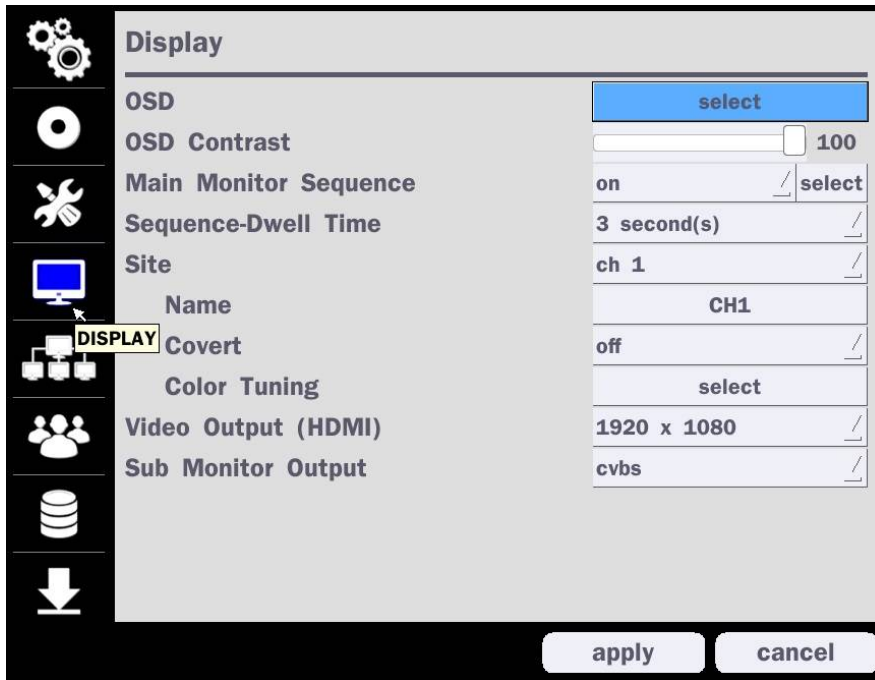 Display
OSD select
OSD Contrast 100
Main Monitor Sequence on select
Sequence-Dwell Time 3 second(s)
Site ch 1
Name CH1
DISPLAY
Covert off
Color Tuning select
Video Output (HDMI) 1920 x 1080
Sub Monitor Output cvbs
apply cancel